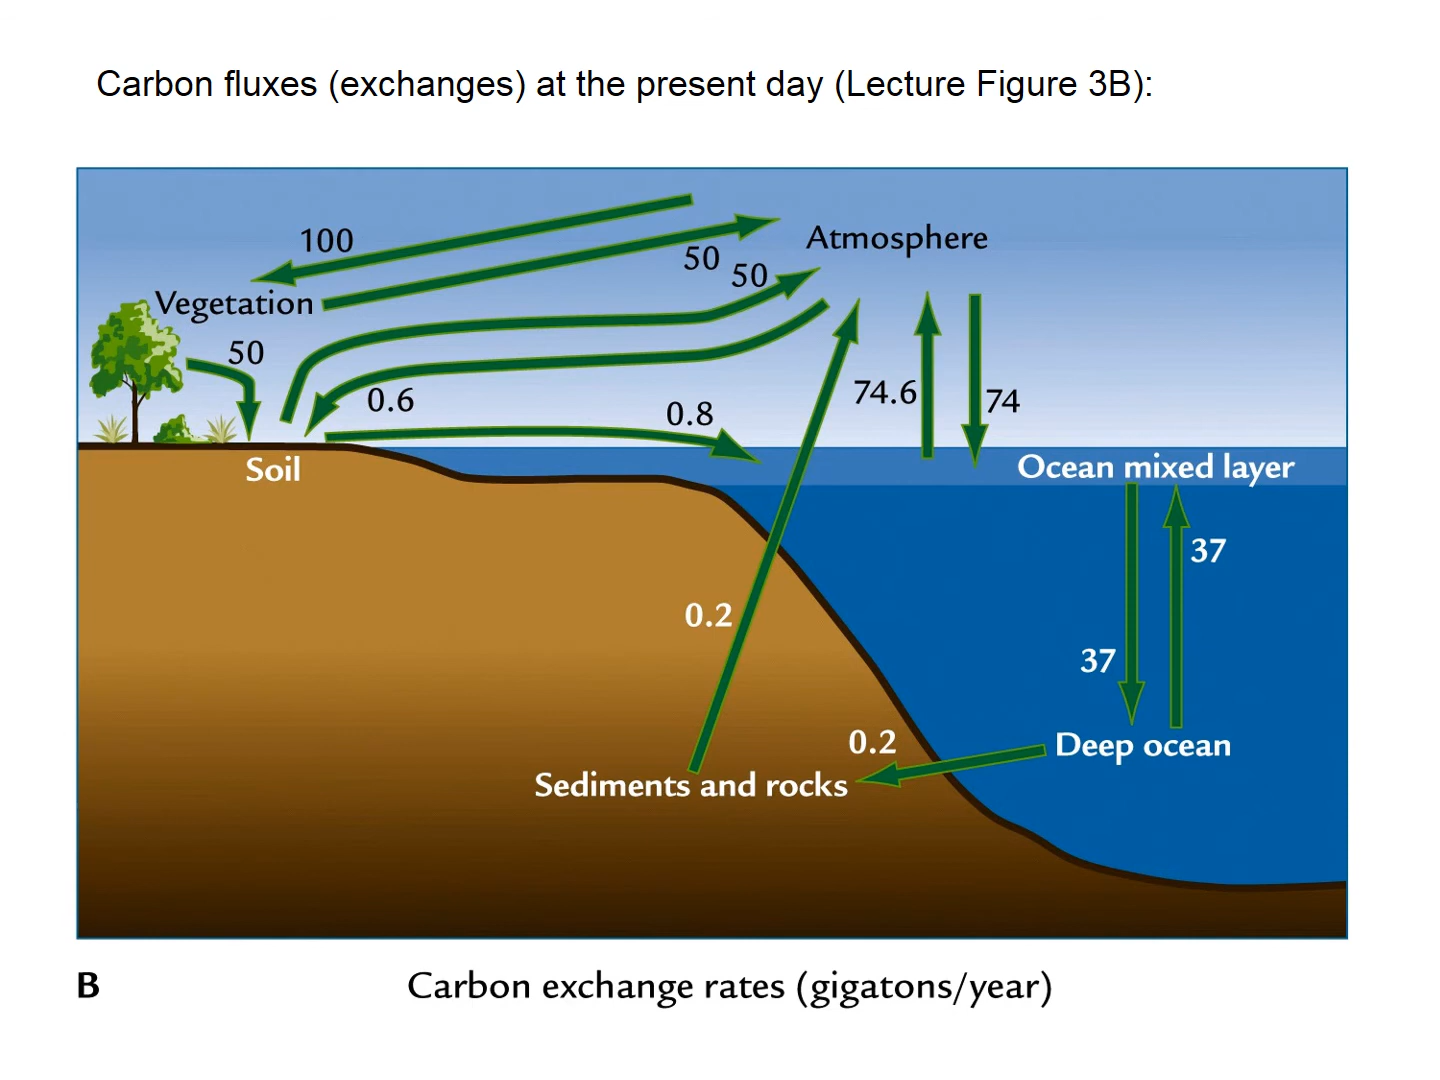 Carbon fluxes (exchanges) at the present day (Lecture Figure 3B):
100
Atmosphere
50
50
Vegetation
50
0.6
0.8
74.6
74
Soil
Ocean mixed layer
37
0.2
37
0.2
Deep ocean
Sediments and rocks
B
Carbon exchange rates (gigatons/year)